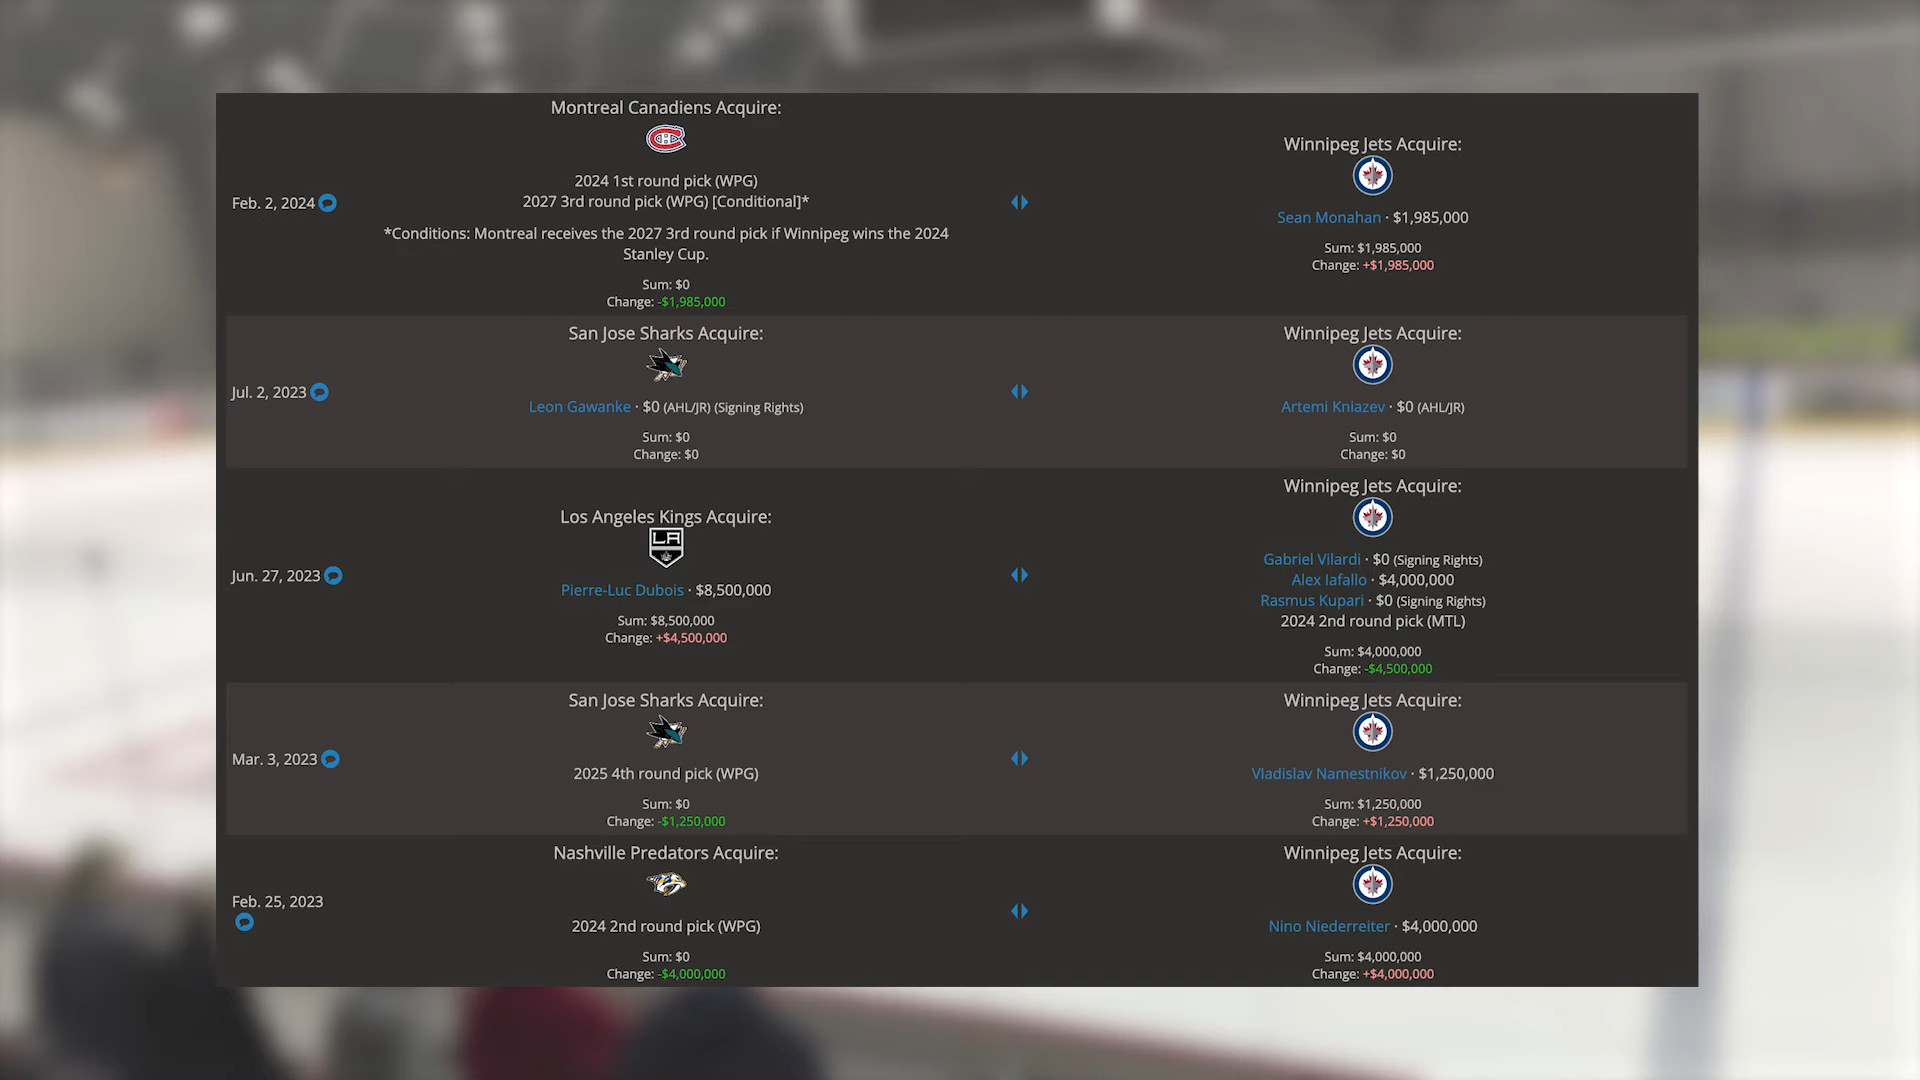 Montreal Canadiens Acquire:
Feb. 2, 2024
2024 1st round pick (WPG)
2027 3rd round pick (WPG) [Conditional]*
*Conditions: Montreal receives the 2027 3rd round pick if Winnipeg wins the 2024
Stanley Cup.
Sum: $0
Change: -$1,985,000
Winnipeg Jets Acquire:
Sean Monahan · $1,985,000
Sum: $1,985,000
Change: +$1,985,000
Jul. 2, 2023
San Jose Sharks Acquire:
Leon Gawanke · $0 (AHL/JR) (Signing Rights)
Sum: $0
Change: $0
Winnipeg Jets Acquire:
Artemi Kniazev · $0 (AHL/JR)
Sum: $0
Change: $0
Jun. 27, 2023
Los Angeles Kings Acquire:
LA
Pierre-Luc Dubois · $8,500,000
Sum: $8,500,000
Change: +$4,500,000
Winnipeg Jets Acquire:
Gabriel Vilardi · $0 (Signing Rights)
Alex Iafallo · $4,000,000
Rasmus Kupari · $0 (Signing Rights)
2024 2nd round pick (MTL)
Sum: $4,000,000
Change: -$4,500,000
Mar. 3, 2023
San Jose Sharks Acquire:
2025 4th round pick (WPG)
Sum: $0
Change: -$1,250,000
Winnipeg Jets Acquire:
Vladislav Namestnikov · $1,250,000
Sum: $1,250,000
Change: +$1,250,000
Feb. 25, 2023
Nashville Predators Acquire:
2024 2nd round pick (WPG)
Sum: $0
Change: -$4,000,000
Winnipeg Jets Acquire:
Nino Niederreiter · $4,000,000
Sum: $4,000,000
Change: +$4,000,000